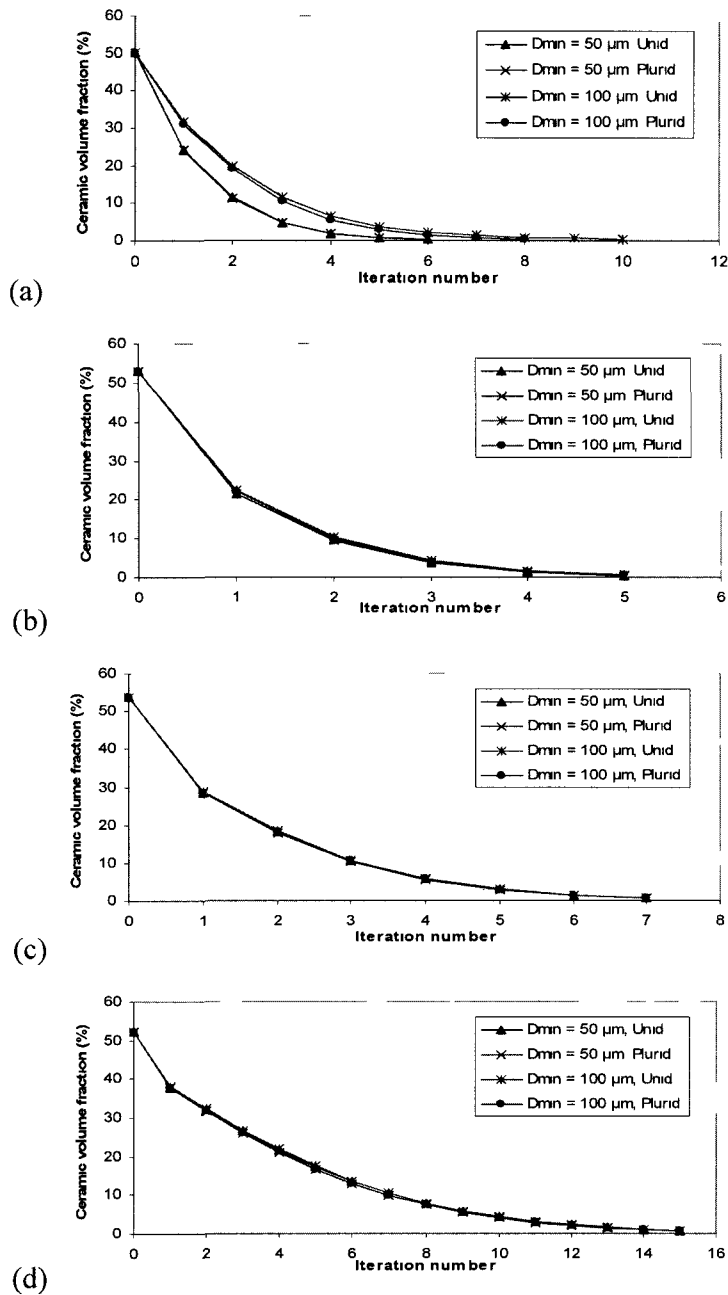 60
50
40
30
20
10
0
Ceramic volume fraction (%)
Dmin = 50 µm Unid
Dmin = 50 µm Plurid
Dmin = 100 µm Unid
Dmin = 100 µm Plurid
0 2 4 6 8 10 12
Iteration number
(a)
60
50
40
30
20
10
0
Ceramic volume fraction (%)
Dmin = 50 µm Unid
Dmin = 50 µm Plurid
Dmin = 100 µm, Unid
Dmin = 100 µm, Plurid
0 1 2 3 4 5 6
Iteration number
(b)
60
50
40
30
20
10
0
Ceramic volume fraction (%)
Dmin = 50 µm, Unid
Dmin = 50 µm, Plurid
Dmin = 100 µm, Unid
Dmin = 100 µm, Plurid
0 1 2 3 4 5 6 7 8
Iteration number
(c)
60
50
40
30
20
10
0
Ceramic volume fraction (%)
Dmin = 50 µm, Unid
Dmin = 50 µm Plurid
Dmin = 100 µm, Unid
Dmin = 100 µm, Plurid
0 2 4 6 8 10 12 14 16
Iteration number
(d)